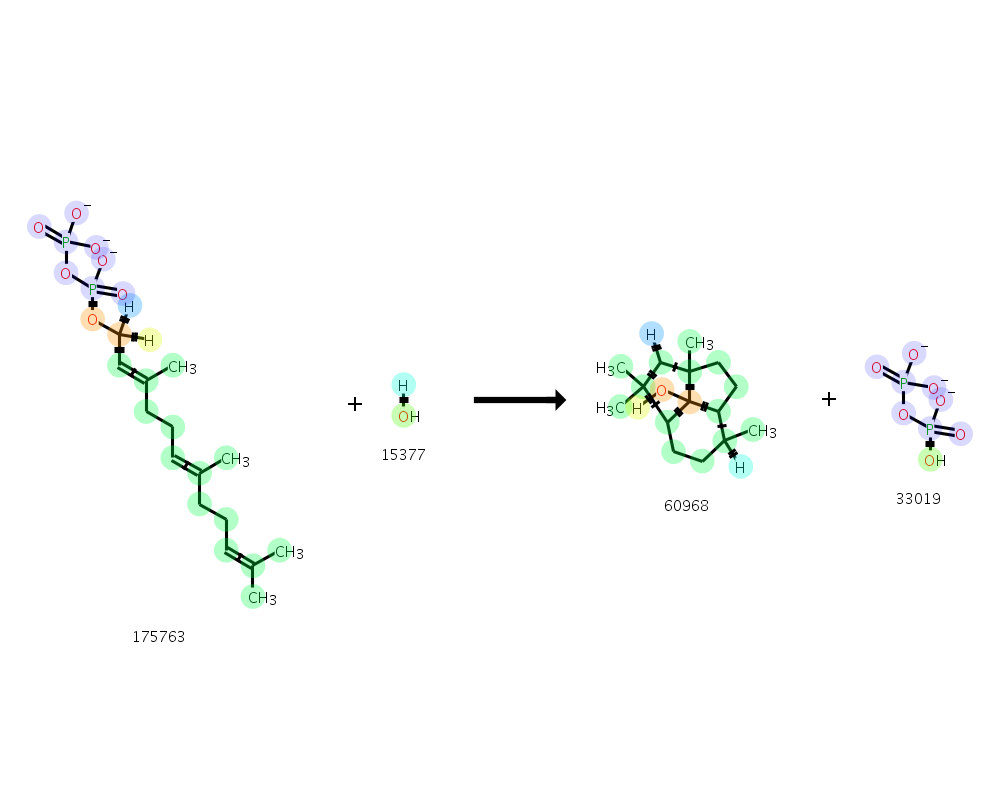 O⁻
O P O⁻
O⁻
O P O
H
O
H
CH3
CH3
CH3
CH3
175763
+
H
OH
15377
H
CH3
H3C
O
H3C H
CH3
H
60968
+
O⁻
O P O⁻
O⁻
O P O
OH
33019